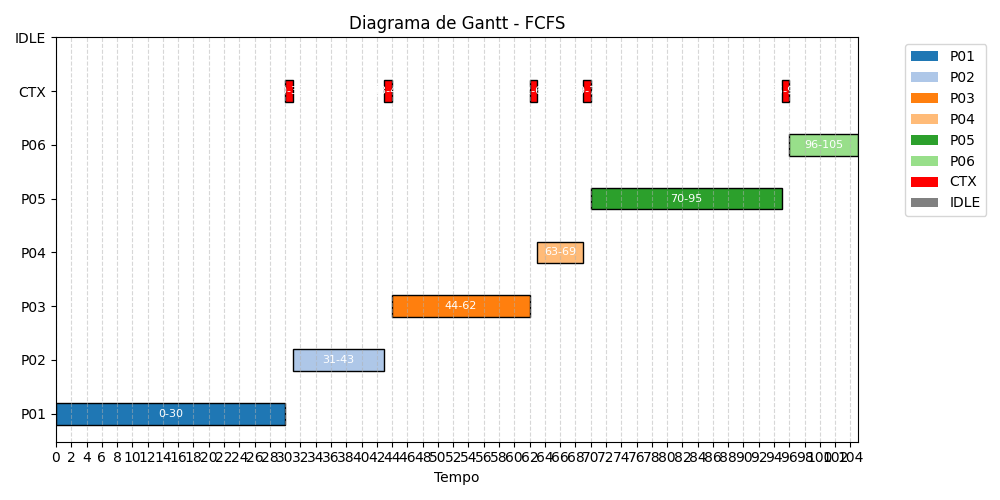 Diagrama de Gantt - FCFS
IDLE
CTX
P06
96-105
P05
70-95
P04
63-69
P03
44-62
P02
31-43
P01
0-30
0 2 4 6 8 10 12 14 16 18 20 22 24 26 28 30 32 34 36 38 40 42 44 46 48 50 52 54 56 58 60 62 64 66 68 70 72 74 76 78 80 82 84 86 88 90 92 94 96 98 100 102 104
Tempo
P01
P02
P03
P04
P05
P06
CTX
IDLE